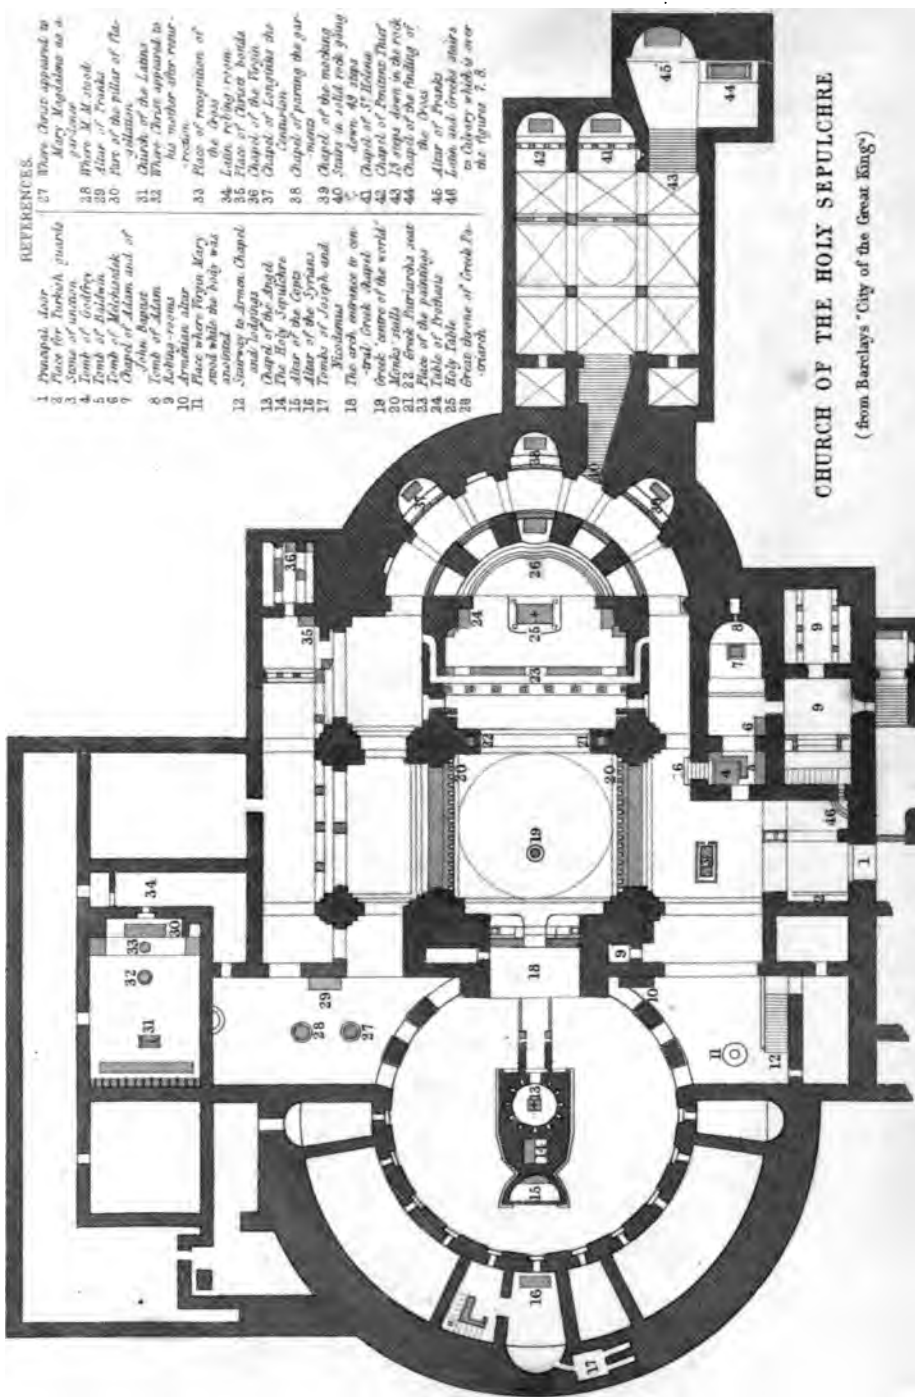 REFERENCES.
1 Principal door
2 Place for Turkish guards
3 Stone of unction
4 Tomb of Godfrey
5 Tomb of Baldwin
6 Tomb of Melchizedek
7 Chapel of Adam and of
John Baptist
8 Tomb of Adam
9 Robing-rooms
10 Armenian altar
11 Place where Virgin Mary
stood while the body was
anointed
12 Stairway to Armen Chapel
and lodgings
13 Chapel of the Angel
14 The Holy Sepulchre
15 Altar of the Copts
16 Altar of the Syrians
17 Tombs of Joseph and
Nicodemus
18 The arch entrance to cen-
tral Greek chapel
19 Greek "centre of the world"
20 Monks' stalls
21 22 Greek Patriarchs seat
23 Place of the paintings
24 Table of Prothesis
25 Holy Table
26 Great throne of Greek Pa-
-triarch
27 Where Christ appeared to
Mary Magdalene as a
gardener
28 Where M. M. stood
29 Altar of Franks
30 Part of the pillar of fla-
gellation
31 Church of the Latins
32 Where Christ appeared to
his mother after resur-
rection
33 Place of recognition of
the Cross
34 Latin robing-room
35 Place of Christ's bonds
36 Chapel of the Virgin
37 Chapel of Longinus the
Centurion
38 Chapel of parting the gar-
ments
39 Chapel of the mocking
40 Stairs in solid rock going
down 49 steps
41 Chapel of St Helena
42 Chapel of Penitent Thief
43 13 steps down in the rock
44 Chapel of the finding of
the Cross
45 Altar of Franks
46 Latin and Greeks stairs
to Calvary which is over
the figures 7. 8.
45
44
42
41
43
40
38
37
39
36
35
26
24
25
23
8
7
9
9
6
22
21
20
20
6
4
5
46
19
3
1
2
34
30
33
32
31
18
9
10
29
28
27
11
12
13
14
15
16
17
CHURCH OF THE HOLY SEPULCHRE
(from Barclays "City of the Great King")